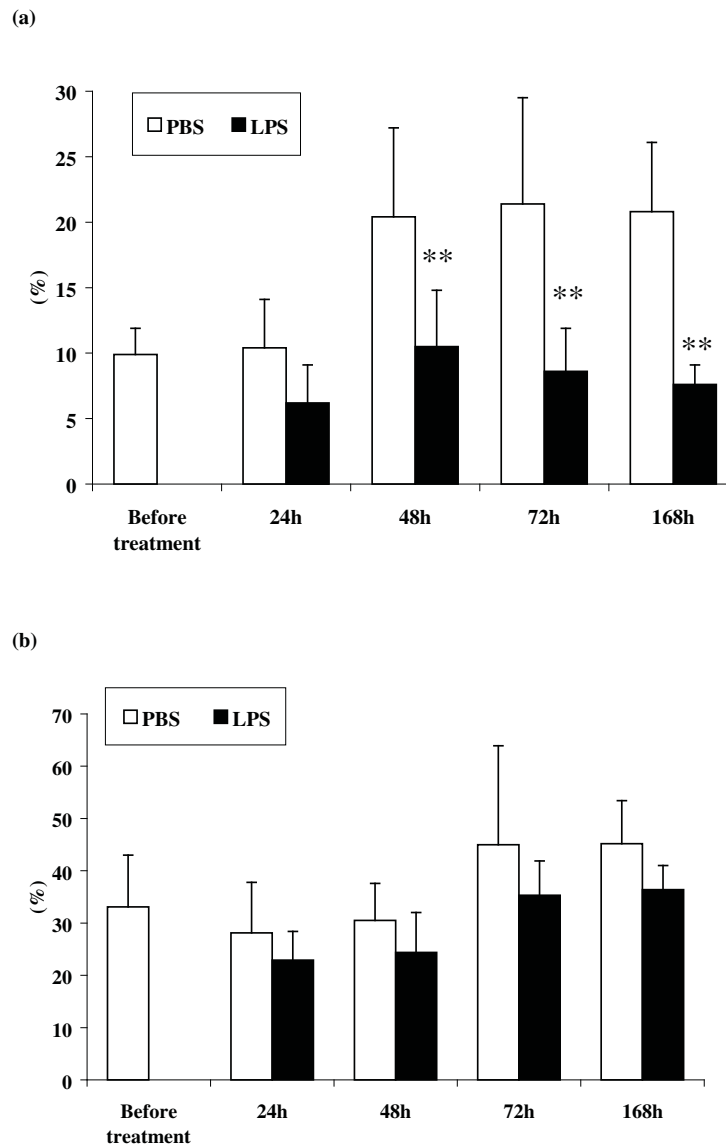 (a)
30
25
20
15
10
5
0
(%)
PBS LPS
**
**
**
Before treatment
24h
48h
72h
168h
(b)
70
60
50
40
30
20
10
0
(%)
PBS LPS
Before treatment
24h
48h
72h
168h